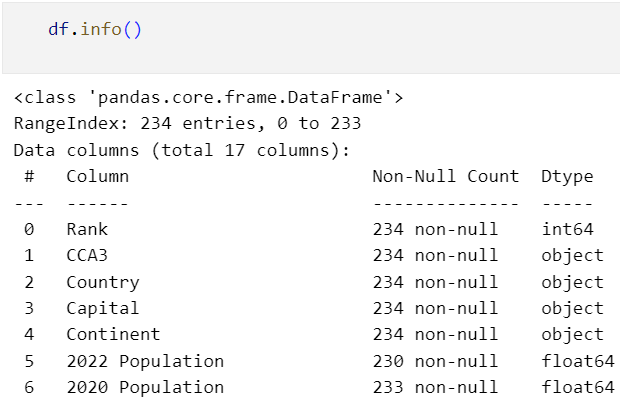 df.info()
<class 'pandas.core.frame.DataFrame'>
RangeIndex: 234 entries, 0 to 233
Data columns (total 17 columns):
 #   Column                       Non-Null Count  Dtype
---  ------                       --------------  -----
 0   Rank                         234 non-null    int64
 1   CCA3                         234 non-null    object
 2   Country                      234 non-null    object
 3   Capital                      234 non-null    object
 4   Continent                    234 non-null    object
 5   2022 Population              230 non-null    float64
 6   2020 Population              233 non-null    float64